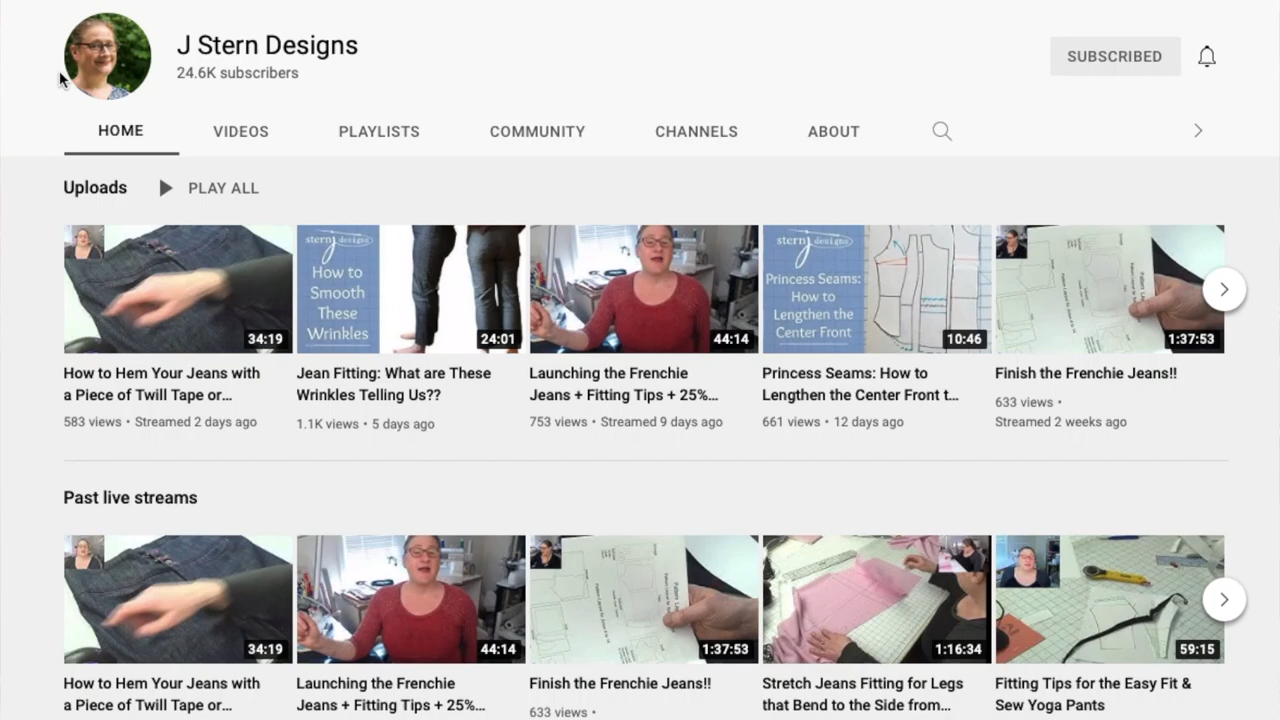 J Stern Designs
24.6K subscribers
SUBSCRIBED
HOME
VIDEOS
PLAYLISTS
COMMUNITY
CHANNELS
ABOUT
Uploads
PLAY ALL
34:19
stern designs
How to
Smooth
These
Wrinkles
24:01
44:14
stern designs
Princess Seams:
How to
Lengthen the
Center Front
10:46
1:37:53
How to Hem Your Jeans with
a Piece of Twill Tape or…
583 views • Streamed 2 days ago
Jean Fitting: What are These
Wrinkles Telling Us??
1.1K views • 5 days ago
Launching the Frenchie
Jeans + Fitting Tips + 25%…
753 views • Streamed 9 days ago
Princess Seams: How to
Lengthen the Center Front t…
661 views • 12 days ago
Finish the Frenchie Jeans!!
633 views •
Streamed 2 weeks ago
Past live streams
34:19
44:14
1:37:53
1:16:34
59:15
How to Hem Your Jeans with
a Piece of Twill Tape or…
Launching the Frenchie
Jeans + Fitting Tips + 25%…
Finish the Frenchie Jeans!!
633 views •
Stretch Jeans Fitting for Legs
that Bend to the Side from…
Fitting Tips for the Easy Fit &
Sew Yoga Pants